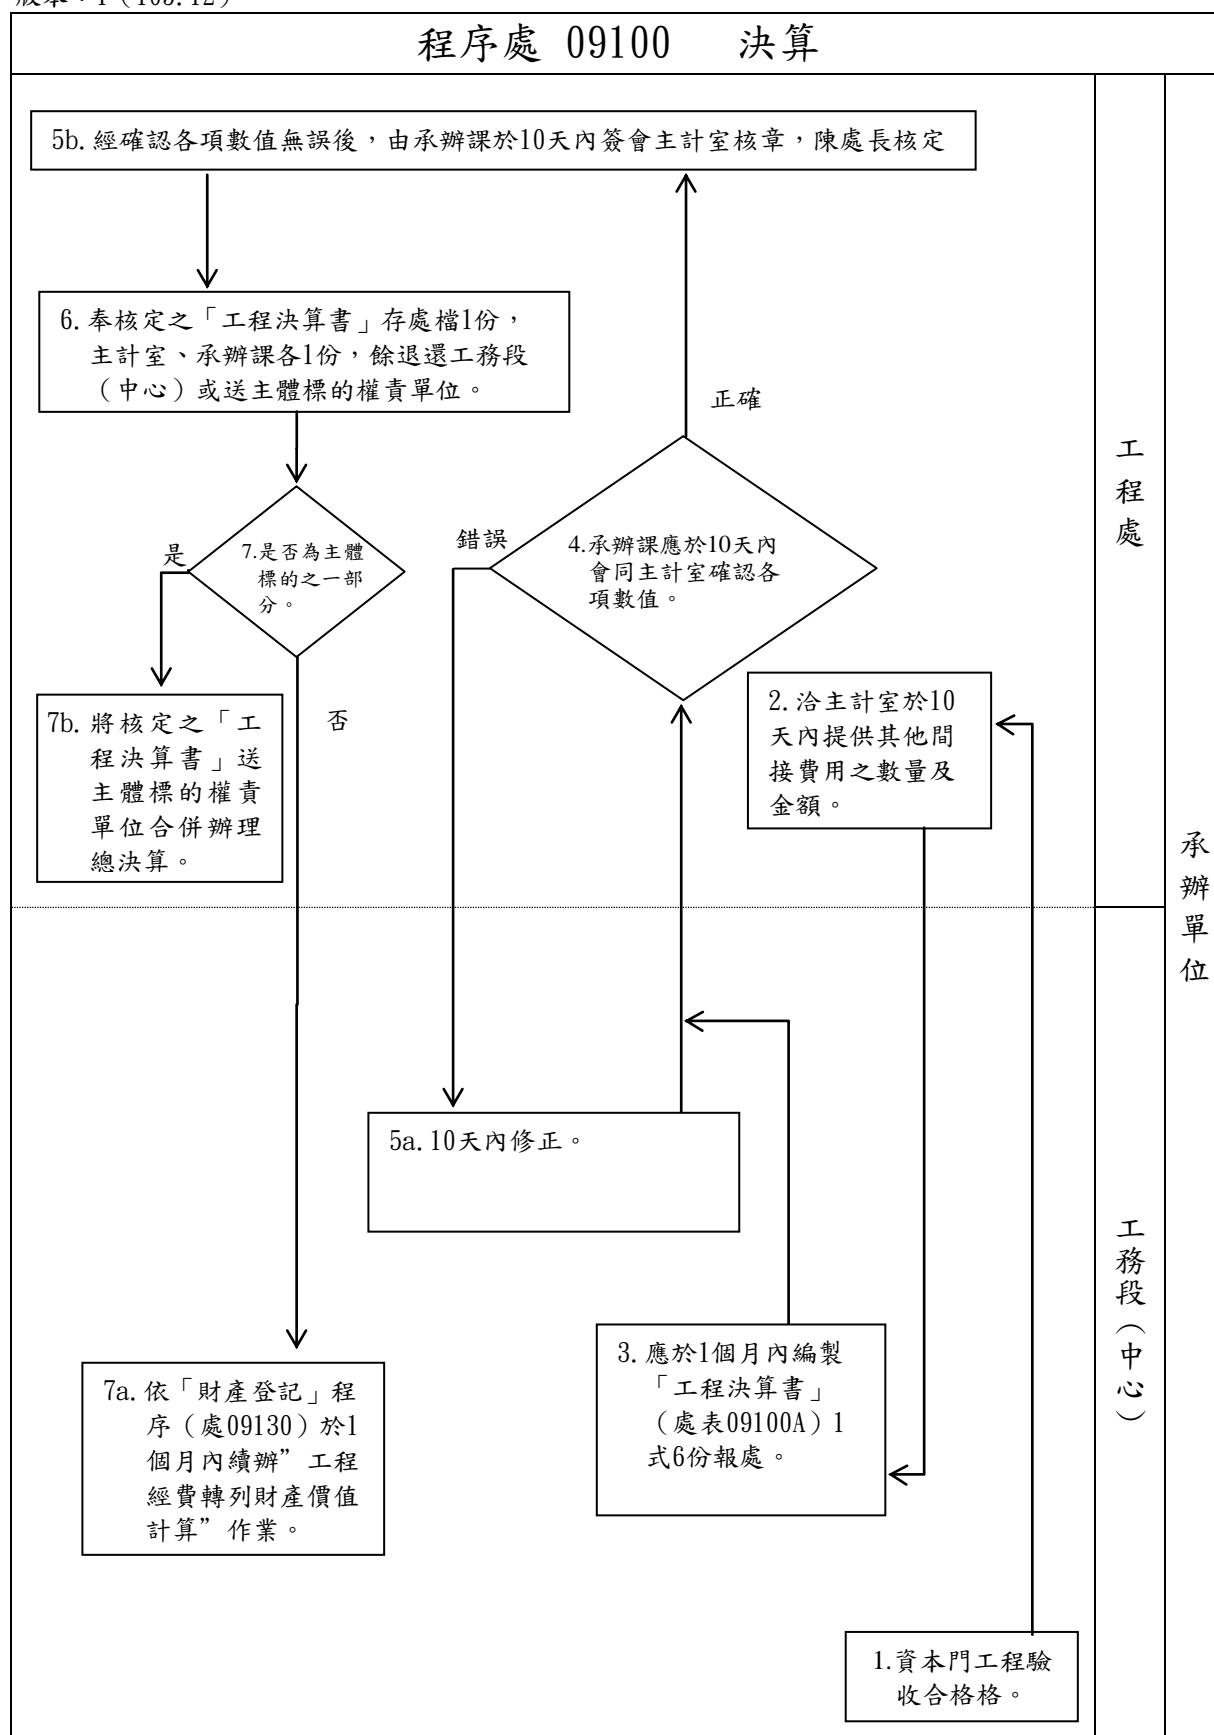 程序處 09100 決算
5b. 經確認各項數值無誤後，由承辦課於10天內簽會主計室核章，陳處長核定
6. 奉核定之「工程決算書」存處檔1份，
主計室、承辦課各1份，餘退還工務段
（中心）或送主體標的權責單位。
正確
錯誤
4.承辦課應於10天內
會同主計室確認各
項數值。
是
7.是否為主體
標的之一部
分。
否
7b. 將核定之「工
程決算書」送
主體標的權責
單位合併辦理
總決算。
2. 洽主計室於10
天內提供其他間
接費用之數量及
金額。
工程處
承辦單位
5a. 10天內修正。
3. 應於1個月內編製
「工程決算書」
（處表09100A）1
式6份報處。
7a. 依「財產登記」程
序（處09130）於1
個月內續辦”工程
經費轉列財產價值
計算”作業。
工務段（中心）
1.資本門工程驗
收合格格。